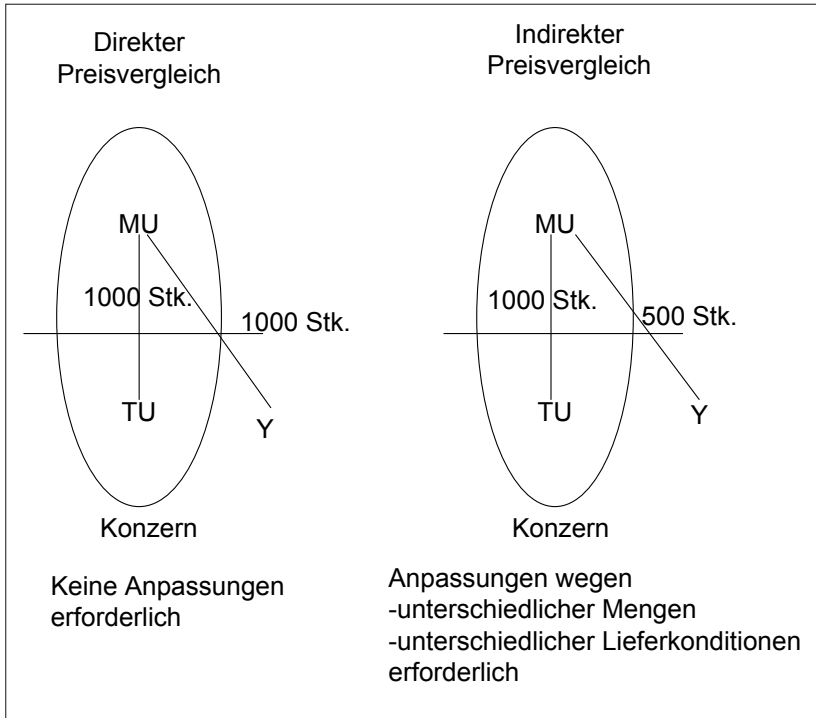 Direkter
Preisvergleich
MU
1000 Stk.
1000 Stk.
TU
Y
Konzern
Keine Anpassungen
erforderlich
Indirekter
Preisvergleich
MU
1000 Stk.
500 Stk.
TU
Y
Konzern
Anpassungen wegen
-unterschiedlicher Mengen
-unterschiedlicher Lieferkonditionen
erforderlich